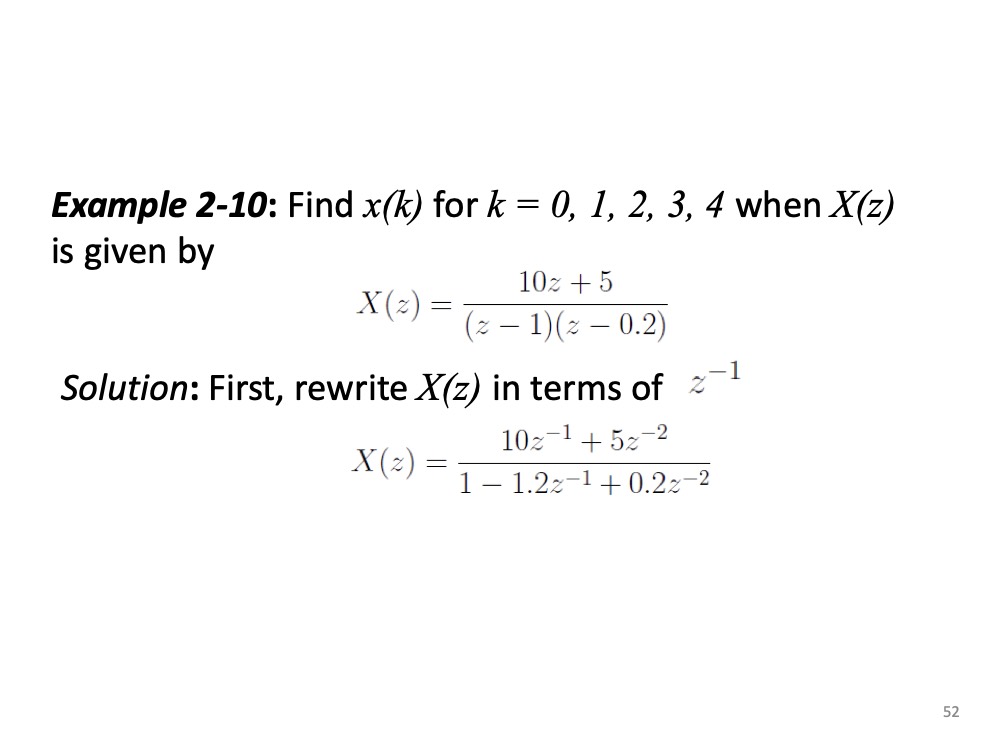 Example 2-10: Find x(k) for k = 0, 1, 2, 3, 4 when X(z)
is given by
X(z) = \frac{10z + 5}{(z − 1)(z − 0.2)}
Solution: First, rewrite X(z) in terms of z^{−1}
X(z) = \frac{10z^{−1} + 5z^{−2}}{1 − 1.2z^{−1} + 0.2z^{−2}}
52